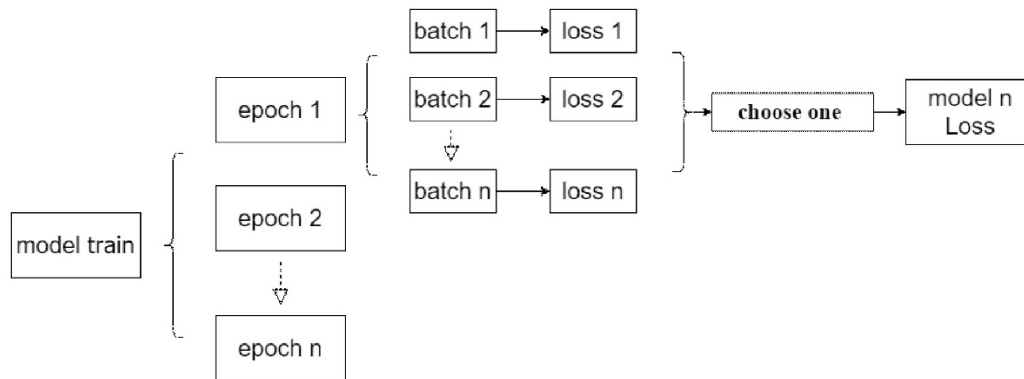 batch 1
loss 1
epoch 1
batch 2
loss 2
choose one
model n
Loss
batch n
loss n
epoch 2
model train
epoch n